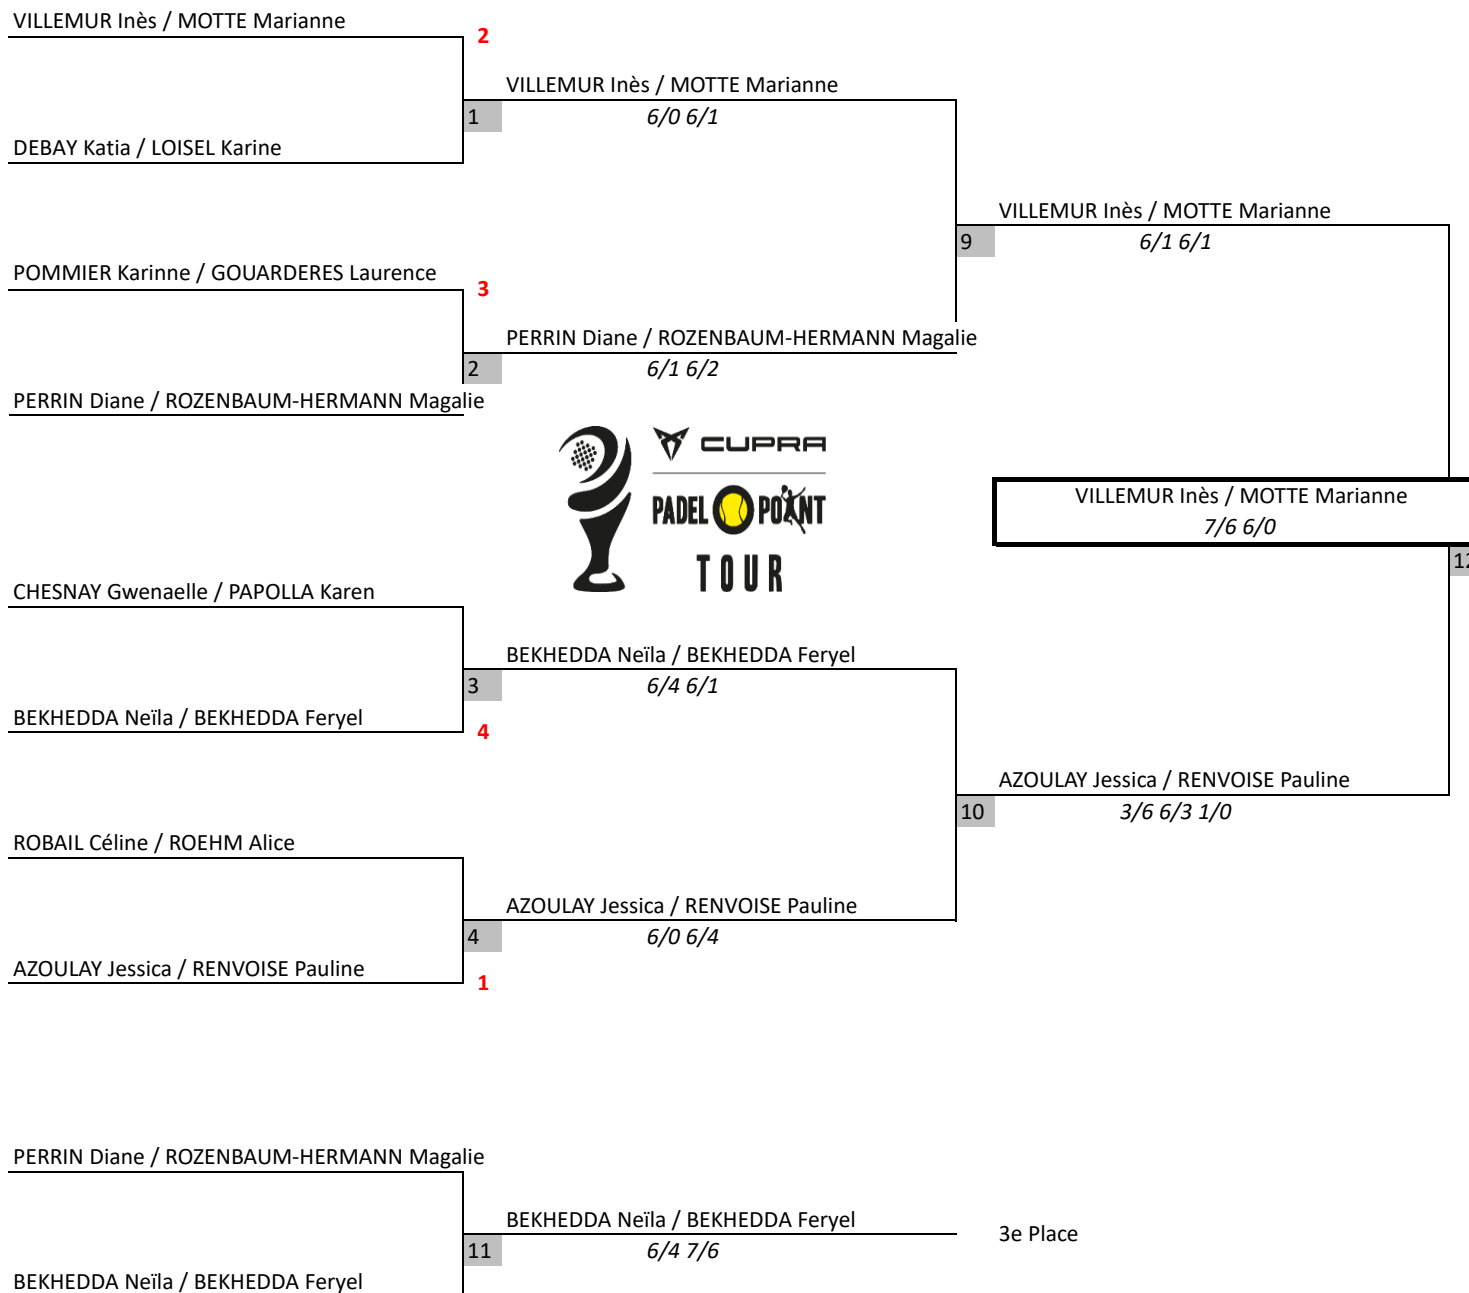 VILLEMUR Inès / MOTTE Marianne
2
VILLEMUR Inès / MOTTE Marianne
1
6/0 6/1
DEBAY Katia / LOISEL Karine
VILLEMUR Inès / MOTTE Marianne
9
6/1 6/1
POMMIER Karinne / GOUARDERES Laurence
3
PERRIN Diane / ROZENBAUM-HERMANN Magalie
2
6/1 6/2
PERRIN Diane / ROZENBAUM-HERMANN Magalie
CUPRA
PADEL POINT
TOUR
VILLEMUR Inès / MOTTE Marianne
7/6 6/0
12
CHESNAY Gwenaelle / PAPOLLA Karen
BEKHEDDA Neïla / BEKHEDDA Feryel
3
6/4 6/1
BEKHEDDA Neïla / BEKHEDDA Feryel
4
AZOULAY Jessica / RENVOISE Pauline
10
3/6 6/3 1/0
ROBAIL Céline / ROEHM Alice
AZOULAY Jessica / RENVOISE Pauline
4
6/0 6/4
AZOULAY Jessica / RENVOISE Pauline
1
PERRIN Diane / ROZENBAUM-HERMANN Magalie
BEKHEDDA Neïla / BEKHEDDA Feryel
3e Place
11
6/4 7/6
BEKHEDDA Neïla / BEKHEDDA Feryel